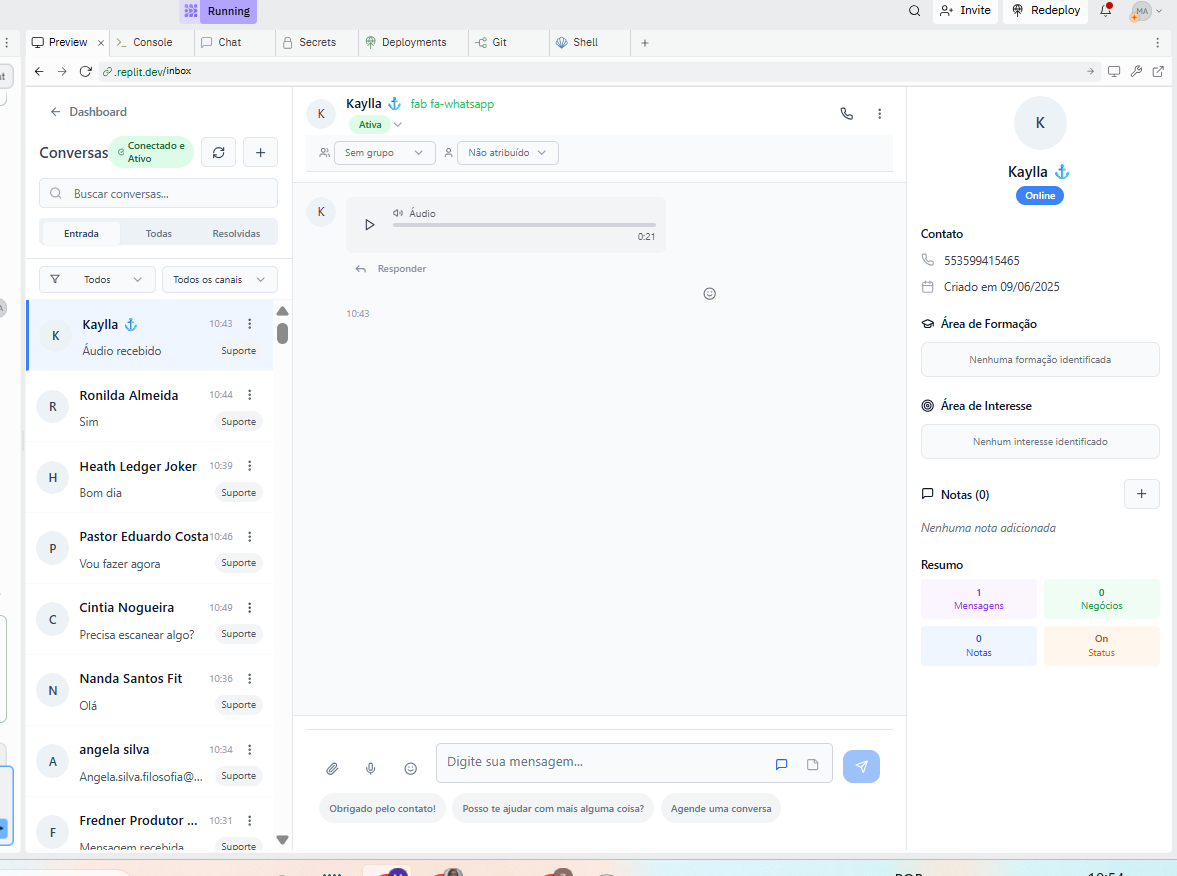 Running
Invite
Redeploy
MA
Preview
Console
Chat
Secrets
Deployments
Git
Shell
.replit.dev/inbox
Dashboard
Conversas
Conectado e
Ativo
Buscar conversas...
Entrada
Todas
Resolvidas
Todos
Todos os canais
K
Kaylla
10:43
Áudio recebido
Suporte
R
Ronilda Almeida
10:44
Sim
Suporte
H
Heath Ledger Joker
10:39
Bom dia
Suporte
P
Pastor Eduardo Costa
10:46
Vou fazer agora
Suporte
C
Cintia Nogueira
10:49
Precisa escanear algo?
Suporte
N
Nanda Santos Fit
10:36
Olá
Suporte
A
angela silva
10:34
Angela.silva.filosofia@...
Suporte
F
Fredner Produtor ...
10:31
Mensagem recebida
Suporte
K
Kaylla
fab fa-whatsapp
Ativa
Sem grupo
Não atribuído
K
Áudio
0:21
Responder
10:43
Digite sua mensagem...
Obrigado pelo contato!
Posso te ajudar com mais alguma coisa?
Agende uma conversa
K
Kaylla
Online
Contato
553599415465
Criado em 09/06/2025
Área de Formação
Nenhuma formação identificada
Área de Interesse
Nenhum interesse identificado
Notas (0)
Nenhuma nota adicionada
Resumo
1
Mensagens
0
Negócios
0
Notas
On
Status